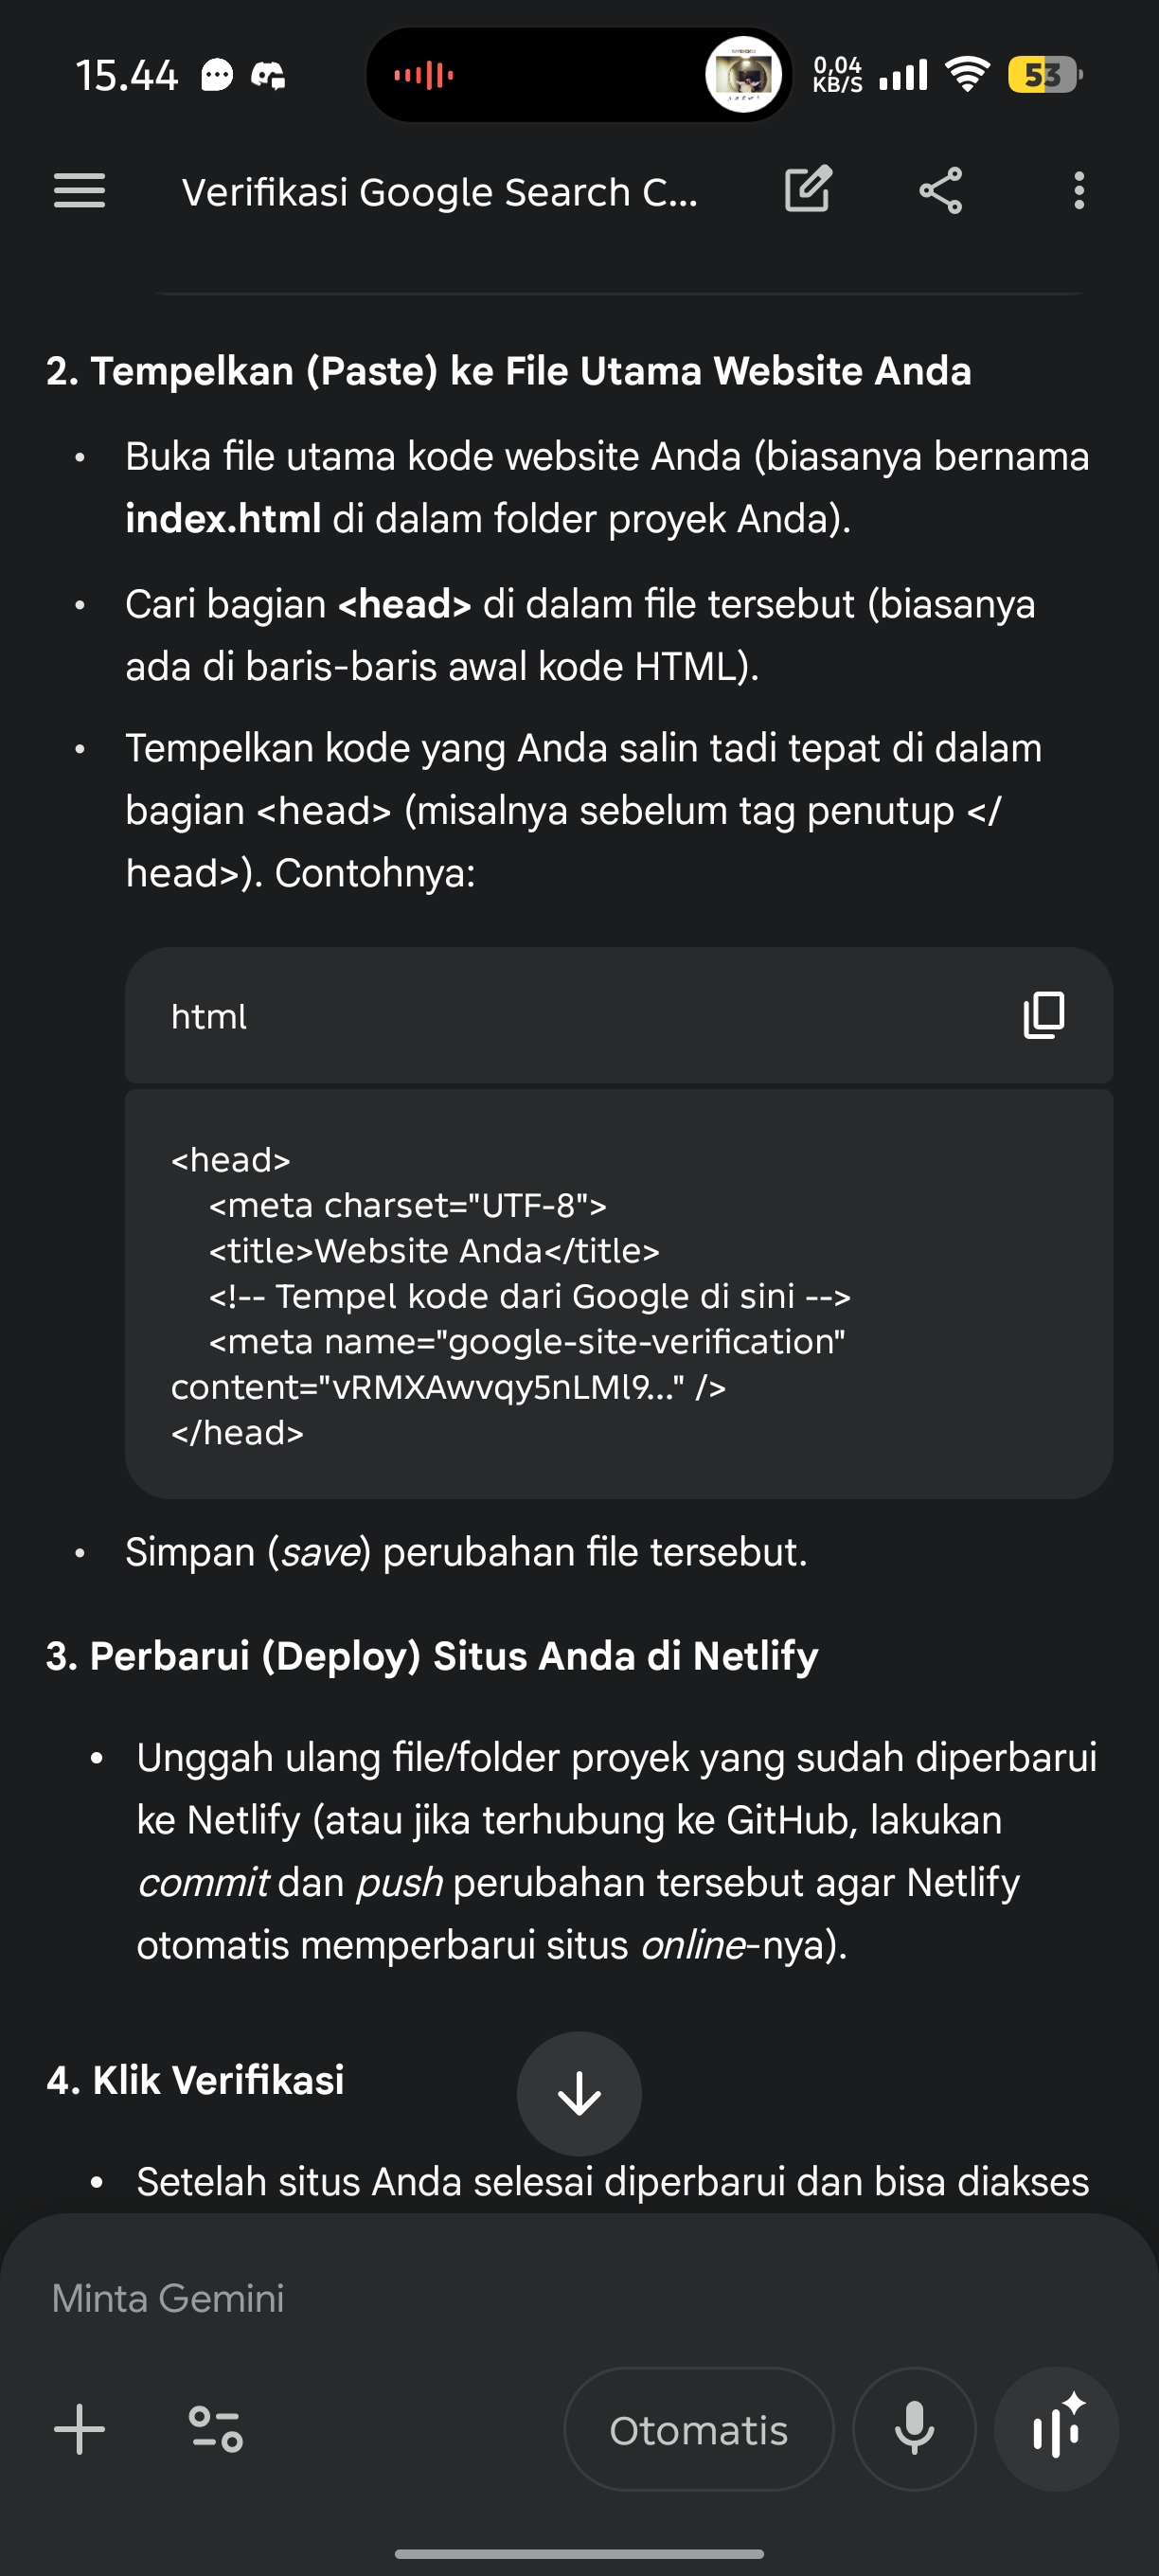 15.44
0,04
KB/S
53
Verifikasi Google Search C...
2. Tempelkan (Paste) ke File Utama Website Anda
• Buka file utama kode website Anda (biasanya bernama
index.html di dalam folder proyek Anda).
• Cari bagian <head> di dalam file tersebut (biasanya
ada di baris-baris awal kode HTML).
• Tempelkan kode yang Anda salin tadi tepat di dalam
bagian <head> (misalnya sebelum tag penutup </
head>). Contohnya:
html
<head>
<meta charset="UTF-8">
<title>Website Anda</title>
<!-- Tempel kode dari Google di sini -->
<meta name="google-site-verification"
content="vRMXAwvqy5nLMl9..." />
</head>
• Simpan (save) perubahan file tersebut.
3. Perbarui (Deploy) Situs Anda di Netlify
• Unggah ulang file/folder proyek yang sudah diperbarui
ke Netlify (atau jika terhubung ke GitHub, lakukan
commit dan push perubahan tersebut agar Netlify
otomatis memperbarui situs online-nya).
4. Klik Verifikasi
• Setelah situs Anda selesai diperbarui dan bisa diakses
Minta Gemini
Otomatis